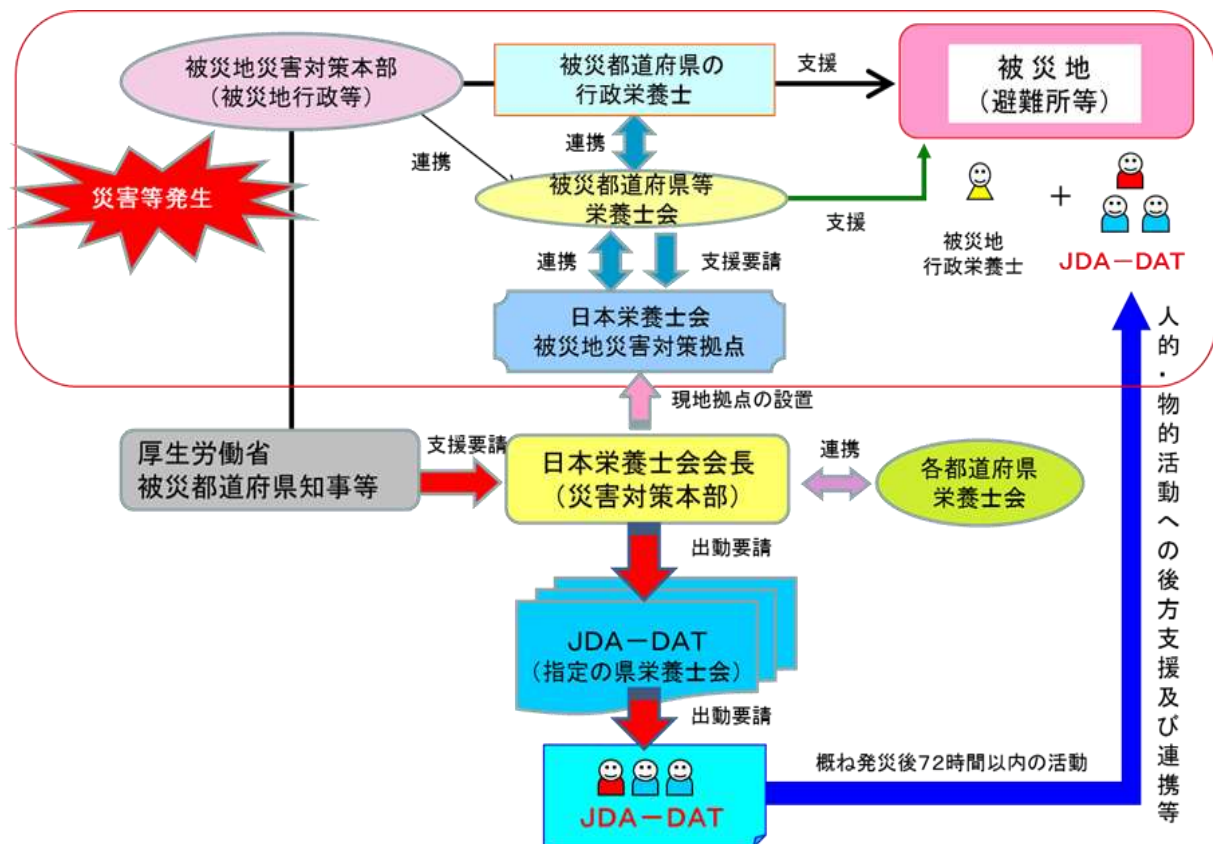 被災地災害対策本部
（被災地行政等）
被災都道府県の
行政栄養士
支援
被災地
（避難所等）
災害等発生
連携
連携
被災都道府県等
栄養士会
支援
被災地
行政栄養士
＋
JDA－DAT
連携
支援要請
日本栄養士会
被災地災害対策拠点
現地拠点の設置
厚生労働省
被災都道府県知事等
支援要請
日本栄養士会会長
（災害対策本部）
連携
各都道府県
栄養士会
出動要請
JDA－DAT
（指定の県栄養士会）
出動要請
JDA－DAT
概ね発災後72時間以内の活動
人的・物的活動への後方支援及び連携等